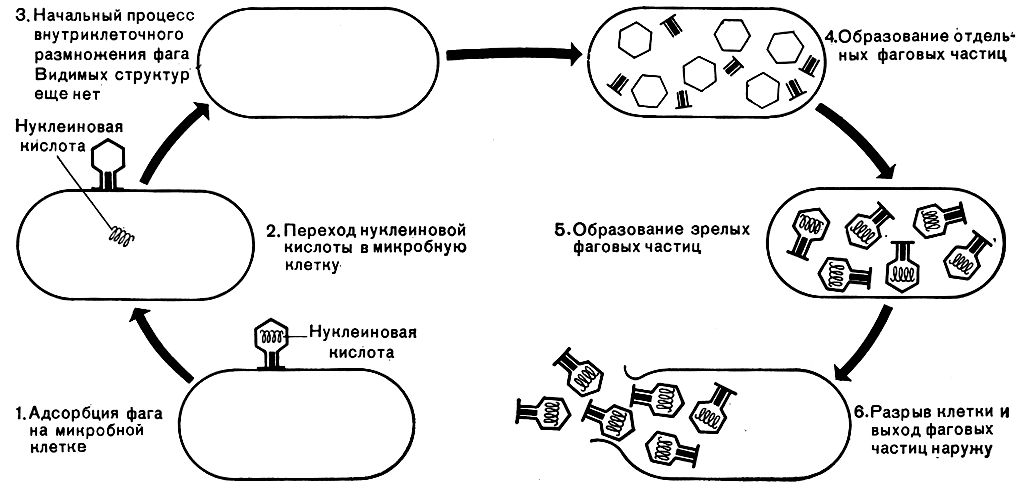 3. Начальный процесс
внутриклеточного
размножения фага
Видимых структур
еще нет
4. Образование отдель-
ных фаговых частиц
Нуклеиновая
кислота
2. Переход нуклеиновой
кислоты в микробную
клетку
5. Образование зрелых
фаговых частиц
Нуклеиновая
кислота
1. Адсорбция фага
на микробной
клетке
6. Разрыв клетки и
выход фаговых
частиц наружу